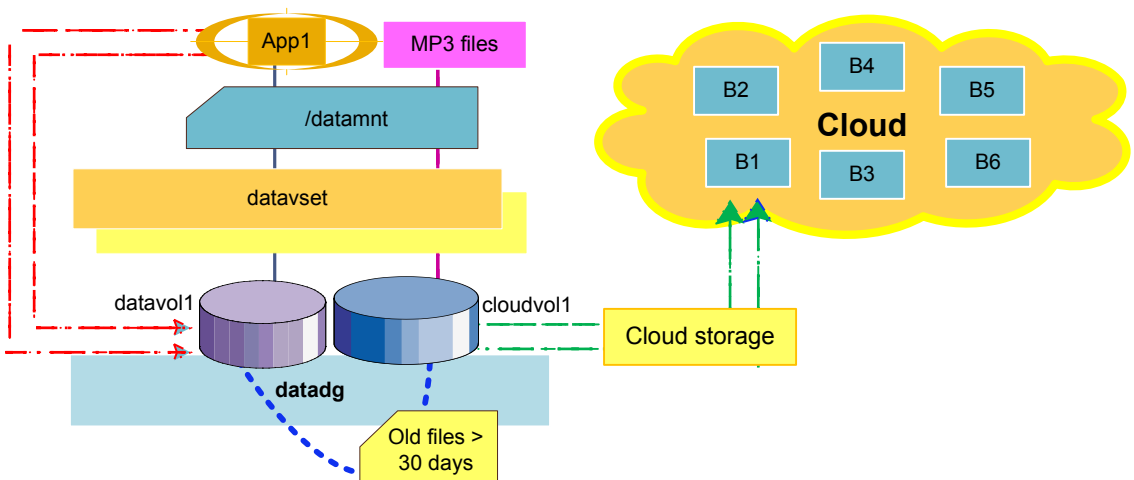 App1
MP3 files
/datamnt
datavset
datavol1
cloudvol1
datadg
Old files >
30 days
Cloud storage
B4
B2
B5
Cloud
B1
B3
B6